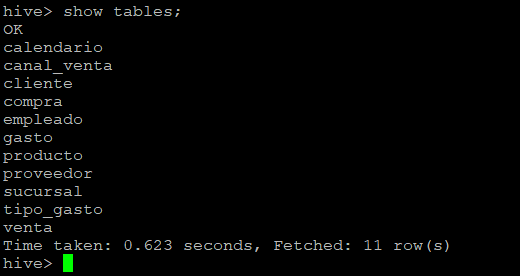 hive> show tables;
OK
calendario
canal_venta
cliente
compra
empleado
gasto
producto
proveedor
sucursal
tipo_gasto
venta
Time taken: 0.623 seconds, Fetched: 11 row(s)
hive>